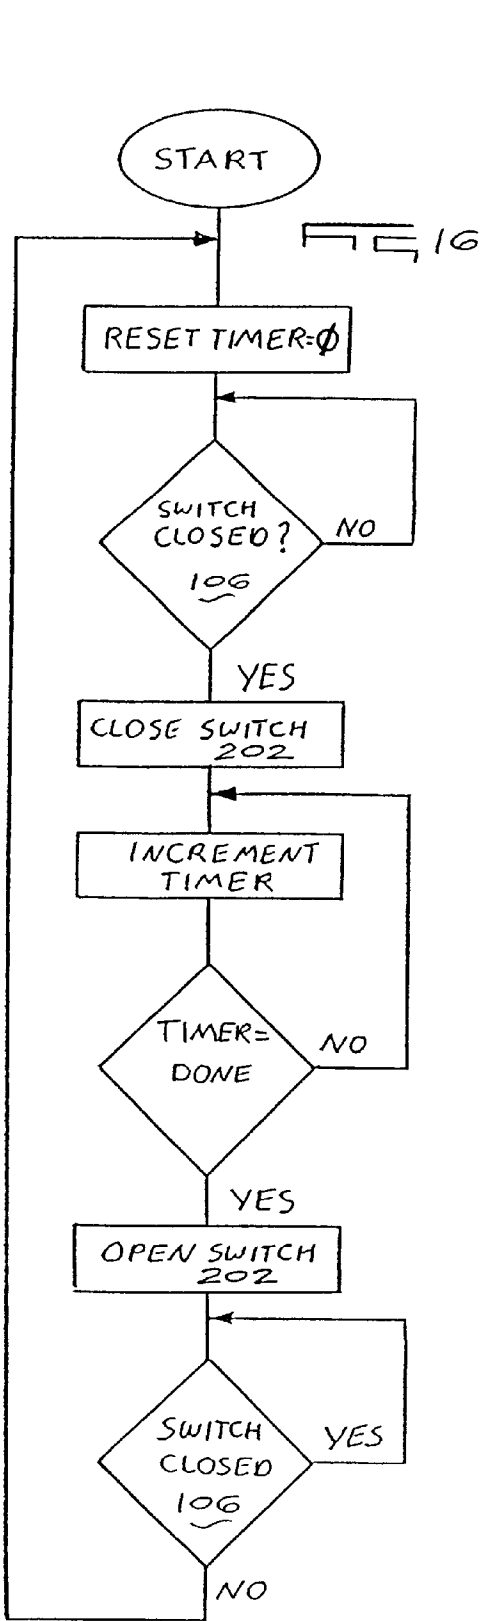 START
FIG 16
RESET TIMER=0
SWITCH
CLOSED?
106
NO
YES
CLOSE SWITCH
202
INCREMENT
TIMER
TIMER=
DONE
NO
YES
OPEN SWITCH
202
SWITCH
CLOSED
106
YES
NO